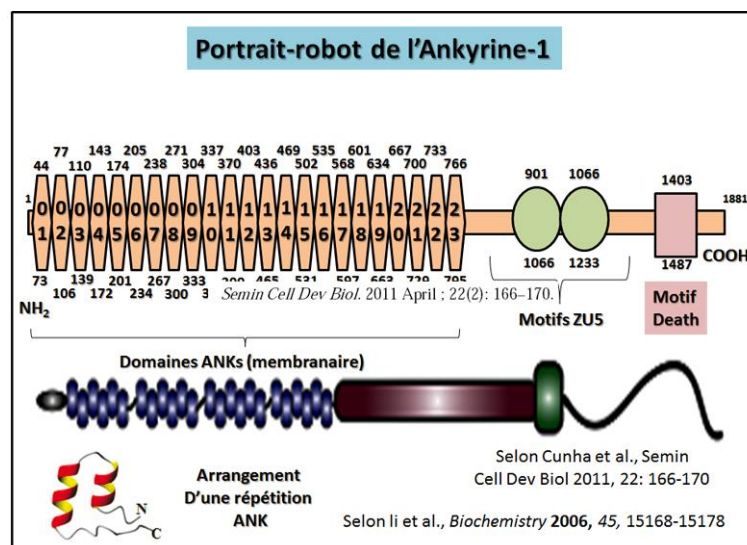 Portrait-robot de l'Ankyrine-1
77 143 205 271 337 403 469 535 601 667 733
44 110 174 238 304 370 436 502 568 634 700 766
901 1066 1403
1 1881
01 02 03 04 05 06 07 08 09 10 11 12 13 14 15 16 17 18 19 20 21 22 23
COOH
73 139 201 267 333 1066 1233 1487
106 172 234 300
Semin Cell Dev Biol. 2011 April ; 22(2): 166–170.
NH2
Motifs ZU5
Motif
Death
Domaines ANKs (membranaire)
Arrangement
D'une répétition
ANK
N
C
Selon Cunha et al., Semin
Cell Dev Biol 2011, 22: 166-170
Selon li et al., Biochemistry 2006, 45, 15168-15178